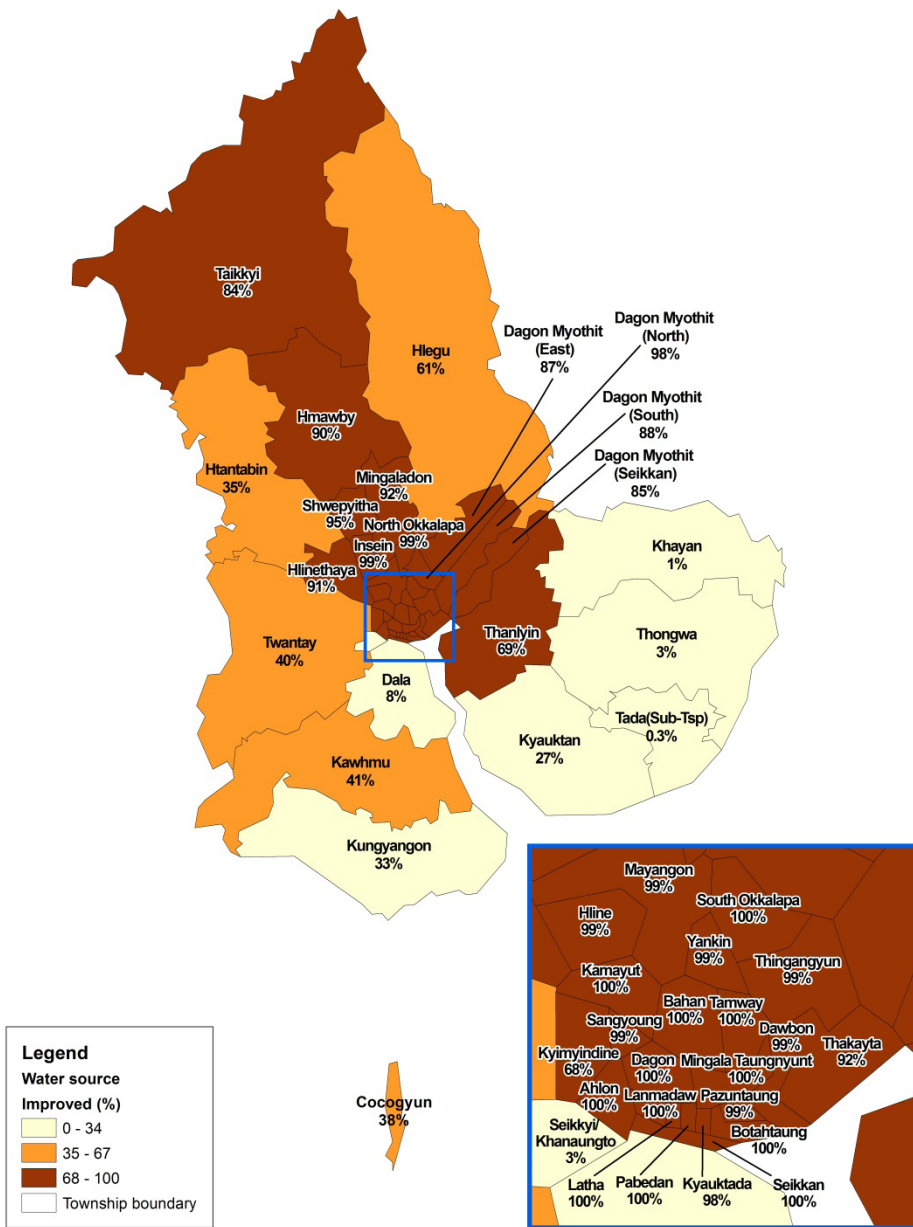 Taikkyi
84%
Hlegu
61%
Dagon Myothit
(East)
87%
Dagon Myothit
(North)
98%
Dagon Myothit
(South)
88%
Dagon Myothit
(Seikkan)
85%
Hmawby
90%
Htantabin
35%
Mingaladon
92%
Shwepyitha
95%
North Okkalapa
99%
Insein
99%
Hlinethaya
91%
Khayan
1%
Thongwa
3%
Thanlyin
69%
Twantay
40%
Dala
8%
Tada(Sub-Tsp)
0.3%
Kyauktan
27%
Kawhmu
41%
Kungyangon
33%
Cocogyun
38%
Legend
Water source
Improved (%)
0 - 34
35 - 67
68 - 100
Township boundary
Mayangon
99%
South Okkalapa
100%
Hline
99%
Yankin
99%
Thingangyun
99%
Kamayut
100%
Bahan
100%
Tamway
100%
Sangyoung
99%
Dawbon
99%
Thakayta
92%
Kyimyindine
68%
Dagon
100%
Mingala Taungnyunt
100%
Ahlon
100%
Lanmadaw
100%
Pazuntaung
99%
Botahtaung
100%
Seikkyi/
Khanaungto
3%
Latha
100%
Pabedan
100%
Kyauktada
98%
Seikkan
100%